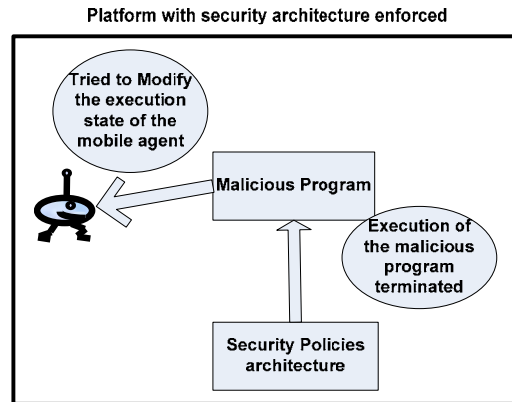 Platform with security architecture enforced
Tried to Modify
the execution
state of the
mobile agent
Malicious Program
Execution of
the malicious
program
terminated
Security Policies
architecture